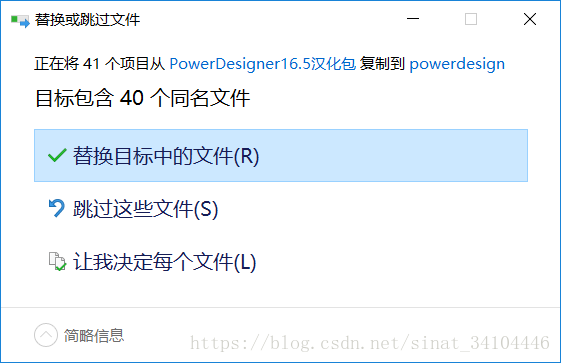 替换或跳过文件
正在将 41 个项目从 PowerDesigner16.5汉化包 复制到 powerdesign
目标包含 40 个同名文件
替换目标中的文件(R)
跳过这些文件(S)
让我决定每个文件(L)
简略信息
https://blog.csdn.net/sinat_34104446